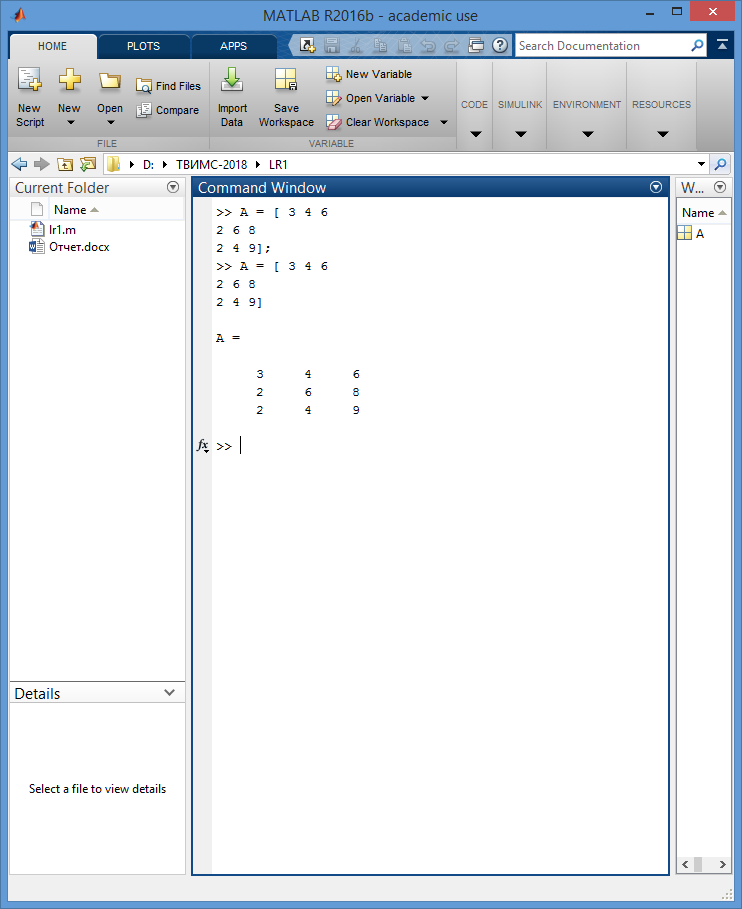 MATLAB R2016b - academic use
HOME PLOTS APPS
Search Documentation
New Script
New
Open
Find Files
Compare
Import Data
Save Workspace
New Variable
Open Variable
Clear Workspace
CODE SIMULINK ENVIRONMENT RESOURCES
FILE VARIABLE
D: ТВИМС-2018 LR1
Current Folder
Name
lr1.m
Отчет.docx
Details
Select a file to view details
Command Window
>> A = [ 3 4 6
2 6 8
2 4 9];
>> A = [ 3 4 6
2 6 8
2 4 9]
A =
3 4 6
2 6 8
2 4 9
fx >>
W...
Name
A